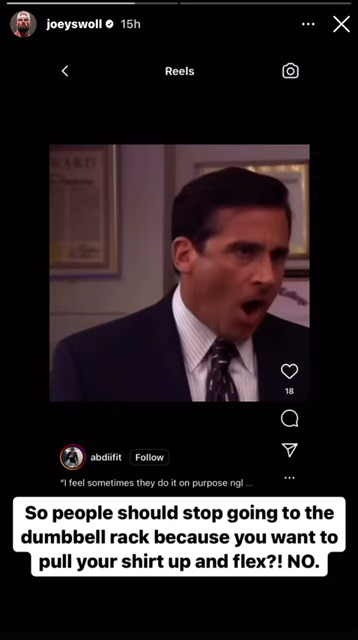 joeyswoll 15h
Reels
WARD
18
abdiifit Follow
"I feel sometimes they do it on purpose ngl ...
So people should stop going to the
dumbbell rack because you want to
pull your shirt up and flex?! NO.